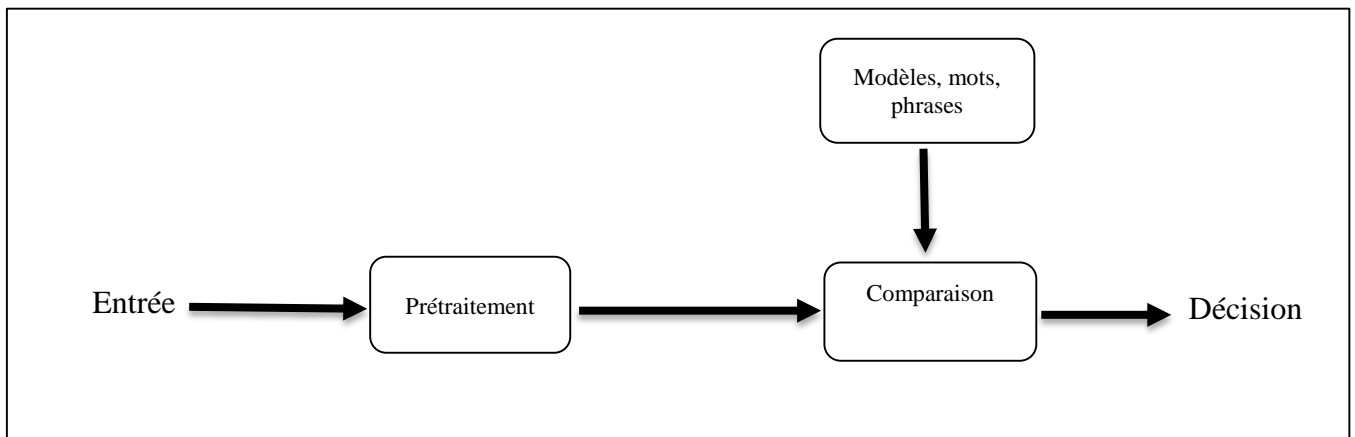 Modèles, mots,
phrases
Entrée
Prétraitement
Comparaison
Décision